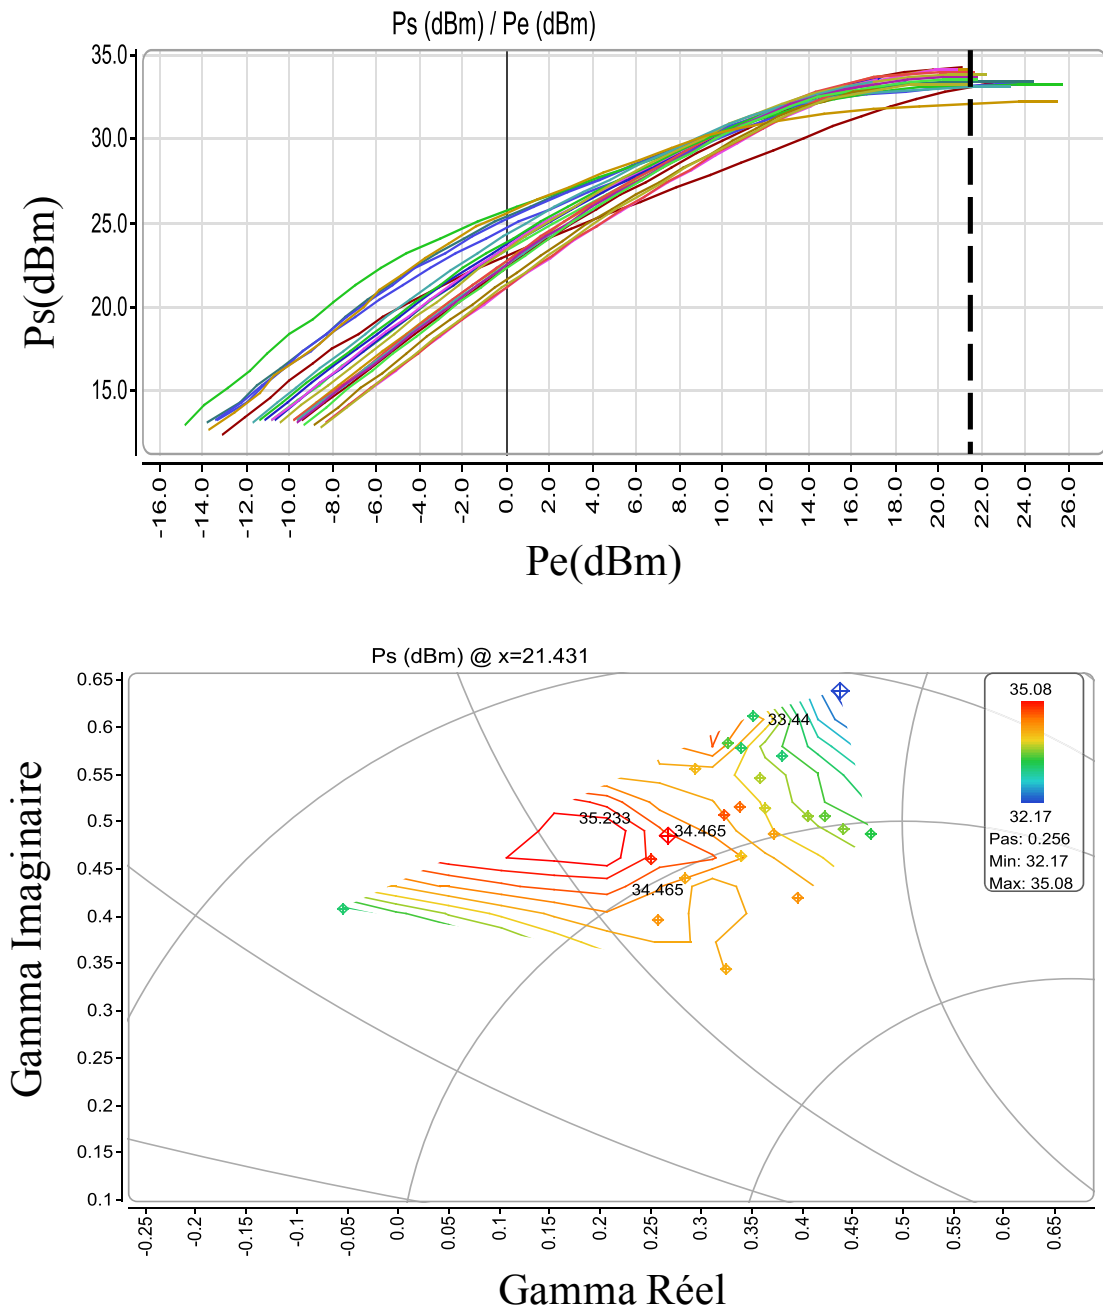 Ps (dBm) / Pe (dBm)
35.0
30.0
25.0
20.0
15.0
Ps(dBm)
-16.0 -14.0 -12.0 -10.0 -8.0 -6.0 -4.0 -2.0 0.0 2.0 4.0 6.0 8.0 10.0 12.0 14.0 16.0 18.0 20.0 22.0 24.0 26.0
Pe(dBm)
Ps (dBm) @ x=21.431
0.65
0.6
0.55
0.5
0.45
0.4
0.35
0.3
0.25
0.2
0.15
0.1
Gamma Imaginaire
33.44
35.233
34.465
34.465
35.08
32.17
Pas: 0.256
Min: 32.17
Max: 35.08
-0.25 -0.2 -0.15 -0.1 -0.05 0.0 0.05 0.1 0.15 0.2 0.25 0.3 0.35 0.4 0.45 0.5 0.55 0.6 0.65
Gamma Réel